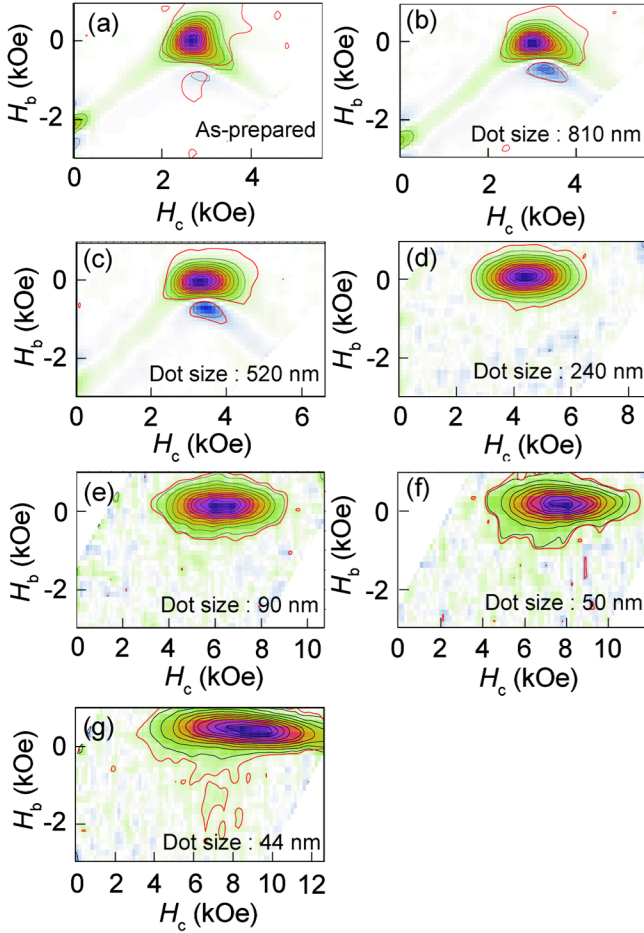 (a)
0
-2
H_b (kOe)
As-prepared
0 2 4
H_c (kOe)
(b)
0
-2
H_b (kOe)
Dot size : 810 nm
0 2 4
H_c (kOe)
(c)
0
-2
H_b (kOe)
Dot size : 520 nm
0 2 4 6
H_c (kOe)
(d)
0
-2
H_b (kOe)
Dot size : 240 nm
0 2 4 6 8
H_c (kOe)
(e)
0
-2
H_b (kOe)
Dot size : 90 nm
0 2 4 6 8 10
H_c (kOe)
(f)
0
-2
H_b (kOe)
Dot size : 50 nm
0 2 4 6 8 10
H_c (kOe)
(g)
0
-2
H_b (kOe)
Dot size : 44 nm
0 2 4 6 8 10 12
H_c (kOe)